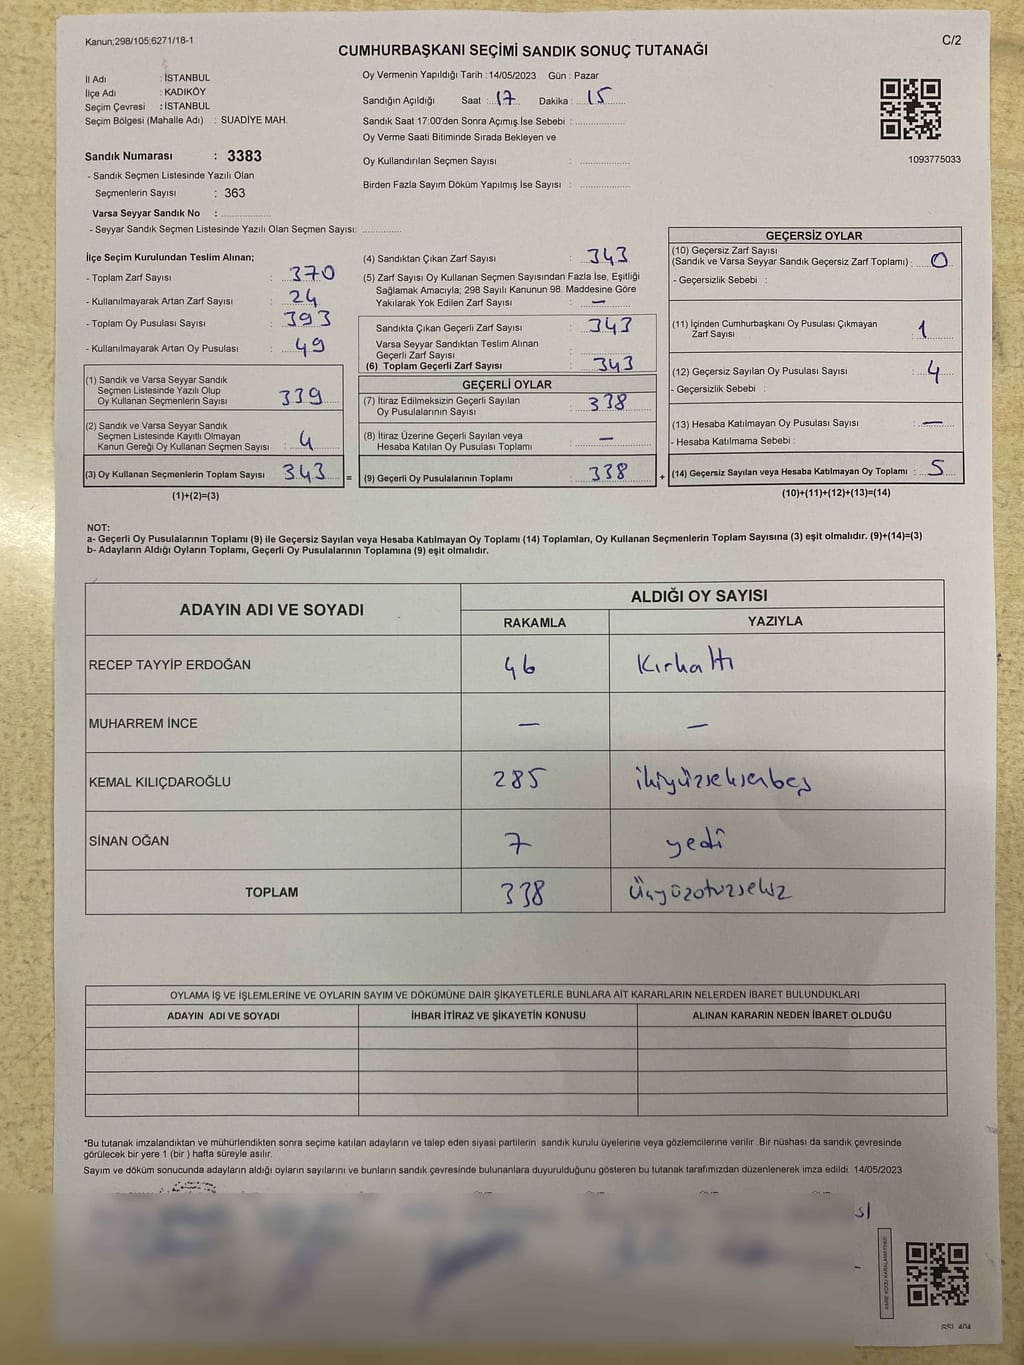 Kanun;298/105;6271/18-1
C/2
CUMHURBAŞKANI SEÇİMİ SANDIK SONUÇ TUTANAĞI
İl Adı : İSTANBUL
İlçe Adı : KADIKÖY
Seçim Çevresi : İSTANBUL
Seçim Bölgesi (Mahalle Adı) : SUADİYE MAH.
Sandık Numarası : 3383
- Sandık Seçmen Listesinde Yazılı Olan
Seçmenlerin Sayısı : 363
Varsa Seyyar Sandık No : ..................
- Seyyar Sandık Seçmen Listesinde Yazılı Olan Seçmen Sayısı: .............
Oy Vermenin Yapıldığı Tarih : 14/05/2023 Gün : Pazar
Sandığın Açıldığı Saat : 17 Dakika : 15
Sandık Saat 17:00'den Sonra Açımış İse Sebebi : ..................
Oy Verme Saati Bitiminde Sırada Bekleyen ve
Oy Kullandırılan Seçmen Sayısı : ..................
Birden Fazla Sayım Döküm Yapılmış İse Sayısı : ..................
1093775033
İlçe Seçim Kurulundan Teslim Alınan;
- Toplam Zarf Sayısı : 370
- Kullanılmayarak Artan Zarf Sayısı : 24
- Toplam Oy Pusulası Sayısı : 393
- Kullanılmayarak Artan Oy Pusulası : 49
(1) Sandık ve Varsa Seyyar Sandık
Seçmen Listesinde Yazılı Olup
Oy Kullanan Seçmenlerin Sayısı : 339
(2) Sandık ve Varsa Seyyar Sandık
Seçmen Listesinde Kayıtlı Olmayan
Kanun Gereği Oy Kullanan Seçmen Sayısı : 4
(3) Oy Kullanan Seçmenlerin Toplam Sayısı : 343
(1)+(2)=(3)
=
(4) Sandıktan Çıkan Zarf Sayısı : 343
(5) Zarf Sayısı Oy Kullanan Seçmen Sayısından Fazla İse, Eşitliği
Sağlamak Amacıyla; 298 Sayılı Kanunun 98. Maddesine Göre
Yakılarak Yok Edilen Zarf Sayısı : —
Sandıkta Çıkan Geçerli Zarf Sayısı : 343
Varsa Seyyar Sandıktan Teslim Alınan
Geçerli Zarf Sayısı : ..................
(6) Toplam Geçerli Zarf Sayısı : 343
GEÇERLİ OYLAR
(7) İtiraz Edilmeksizin Geçerli Sayılan
Oy Pusulalarının Sayısı : 338
(8) İtiraz Üzerine Geçerli Sayılan veya
Hesaba Katılan Oy Pusulası Toplamı : —
(9) Geçerli Oy Pusulalarının Toplamı : 338
+
GEÇERSİZ OYLAR
(10) Geçersiz Zarf Sayısı
(Sandık ve Varsa Seyyar Sandık Geçersiz Zarf Toplamı) : 0
- Geçersizlik Sebebi :
(11) İçinden Cumhurbaşkanı Oy Pusulası Çıkmayan
Zarf Sayısı : 1
(12) Geçersiz Sayılan Oy Pusulası Sayısı : 4
- Geçersizlik Sebebi :
(13) Hesaba Katılmayan Oy Pusulası Sayısı : —
- Hesaba Katılmama Sebebi :
(14) Geçersiz Sayılan veya Hesaba Katılmayan Oy Toplamı : 5
(10)+(11)+(12)+(13)=(14)
NOT:
a- Geçerli Oy Pusulalarının Toplamı (9) ile Geçersiz Sayılan veya Hesaba Katılmayan Oy Toplamı (14) Toplamları, Oy Kullanan Seçmenlerin Toplam Sayısına (3) eşit olmalıdır. (9)+(14)=(3)
b- Adayların Aldığı Oyların Toplamı, Geçerli Oy Pusulalarının Toplamına (9) eşit olmalıdır.
ADAYIN ADI VE SOYADI
ALDIĞI OY SAYISI
RAKAMLA YAZIYLA
RECEP TAYYİP ERDOĞAN 46 Kırkaltı
MUHARREM İNCE — —
KEMAL KILIÇDAROĞLU 285 ikiyüzseksenbeş
SİNAN OĞAN 7 yedi
TOPLAM 338 Üçyüzotuzsekiz
OYLAMA İŞ VE İŞLEMLERİNE VE OYLARIN SAYIM VE DÖKÜMÜNE DAİR ŞİKAYETLERLE BUNLARA AİT KARARLARIN NELERDEN İBARET BULUNDUKLARI
ADAYIN ADI VE SOYADI İHBAR İTİRAZ VE ŞİKAYETİN KONUSU ALINAN KARARIN NEDEN İBARET OLDUĞU
*Bu tutanak imzalandıktan ve mühürlendikten sonra seçime katılan adayların ve talep eden siyasi partilerin sandık kurulu üyelerine veya gözlemcilerine verilir .Bir nüshası da sandık çevresinde
görülecek bir yere 1 (bir ) hafta süreyle asılır.
Sayım ve döküm sonucunda adayların aldığı oyların sayılarını ve bunların sandık çevresinde bulunanlara duyurulduğunu gösteren bu tutanak tarafımızdan düzenlenerek imza edildi. 14/05/2023